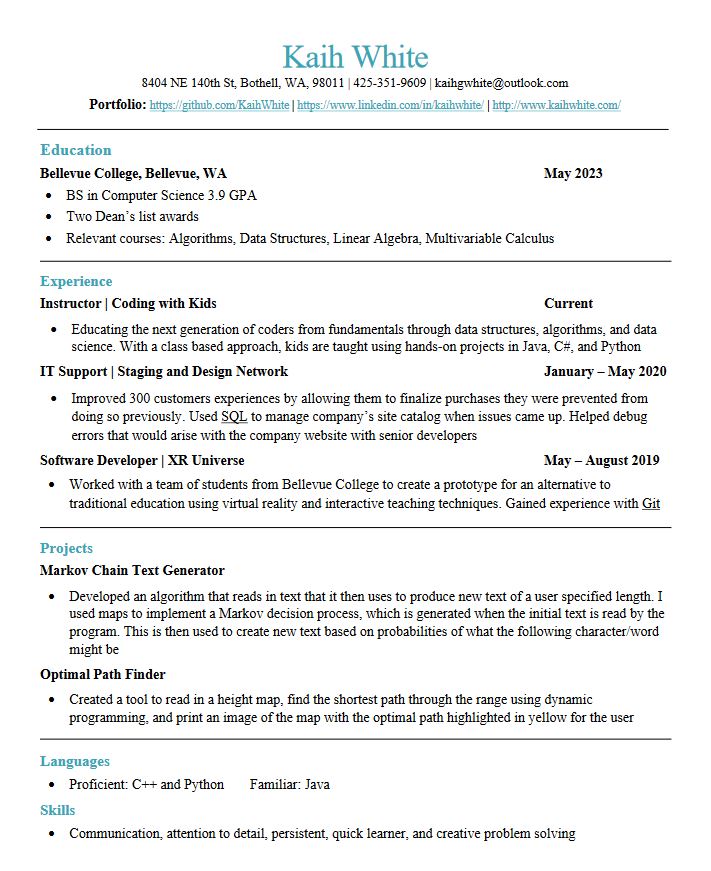 Kaih White
8404 NE 140th St, Bothell, WA, 98011 | 425-351-9609 | kaihgwhite@outlook.com
Portfolio: https://github.com/KaihWhite | https://www.linkedin.com/in/kaihwhite/ | http://www.kaihwhite.com/
Education
Bellevue College, Bellevue, WA May 2023
• BS in Computer Science 3.9 GPA
• Two Dean’s list awards
• Relevant courses: Algorithms, Data Structures, Linear Algebra, Multivariable Calculus
Experience
Instructor | Coding with Kids Current
• Educating the next generation of coders from fundamentals through data structures, algorithms, and data
science. With a class based approach, kids are taught using hands-on projects in Java, C#, and Python
IT Support | Staging and Design Network January – May 2020
• Improved 300 customers experiences by allowing them to finalize purchases they were prevented from
doing so previously. Used SQL to manage company’s site catalog when issues came up. Helped debug
errors that would arise with the company website with senior developers
Software Developer | XR Universe May – August 2019
• Worked with a team of students from Bellevue College to create a prototype for an alternative to
traditional education using virtual reality and interactive teaching techniques. Gained experience with Git
Projects
Markov Chain Text Generator
• Developed an algorithm that reads in text that it then uses to produce new text of a user specified length. I
used maps to implement a Markov decision process, which is generated when the initial text is read by the
program. This is then used to create new text based on probabilities of what the following character/word
might be
Optimal Path Finder
• Created a tool to read in a height map, find the shortest path through the range using dynamic
programming, and print an image of the map with the optimal path highlighted in yellow for the user
Languages
• Proficient: C++ and Python Familiar: Java
Skills
• Communication, attention to detail, persistent, quick learner, and creative problem solving